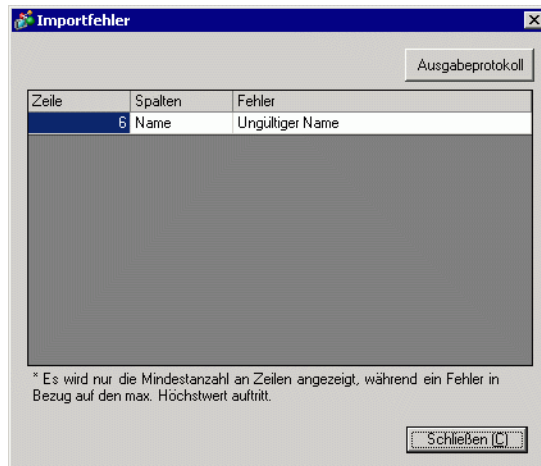 Importfehler
Ausgabeprotokoll
Zeile Spalten Fehler
6 Name Ungültiger Name
* Es wird nur die Mindestanzahl an Zeilen angezeigt, während ein Fehler in
Bezug auf den max. Höchstwert auftritt.
Schließen (C)